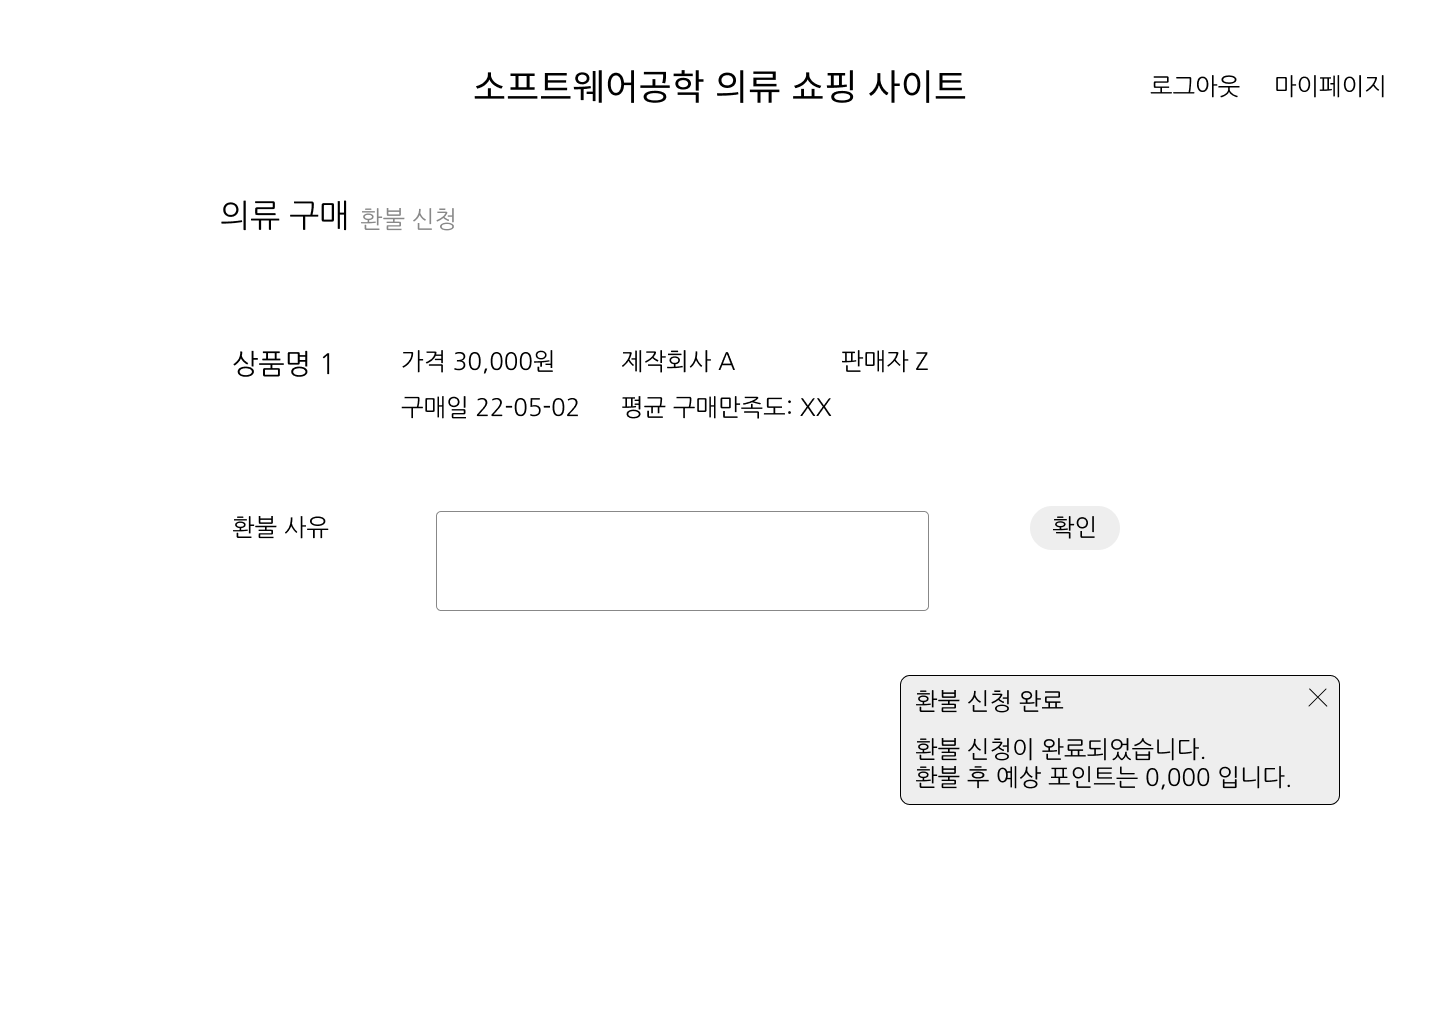 소프트웨어공학 의류 쇼핑 사이트
로그아웃 마이페이지
의류 구매 환불 신청
상품명 1 가격 30,000원 제작회사 A 판매자 Z
구매일 22-05-02 평균 구매만족도: XX
환불 사유 확인
환불 신청 완료
환불 신청이 완료되었습니다.
환불 후 예상 포인트는 0,000 입니다.